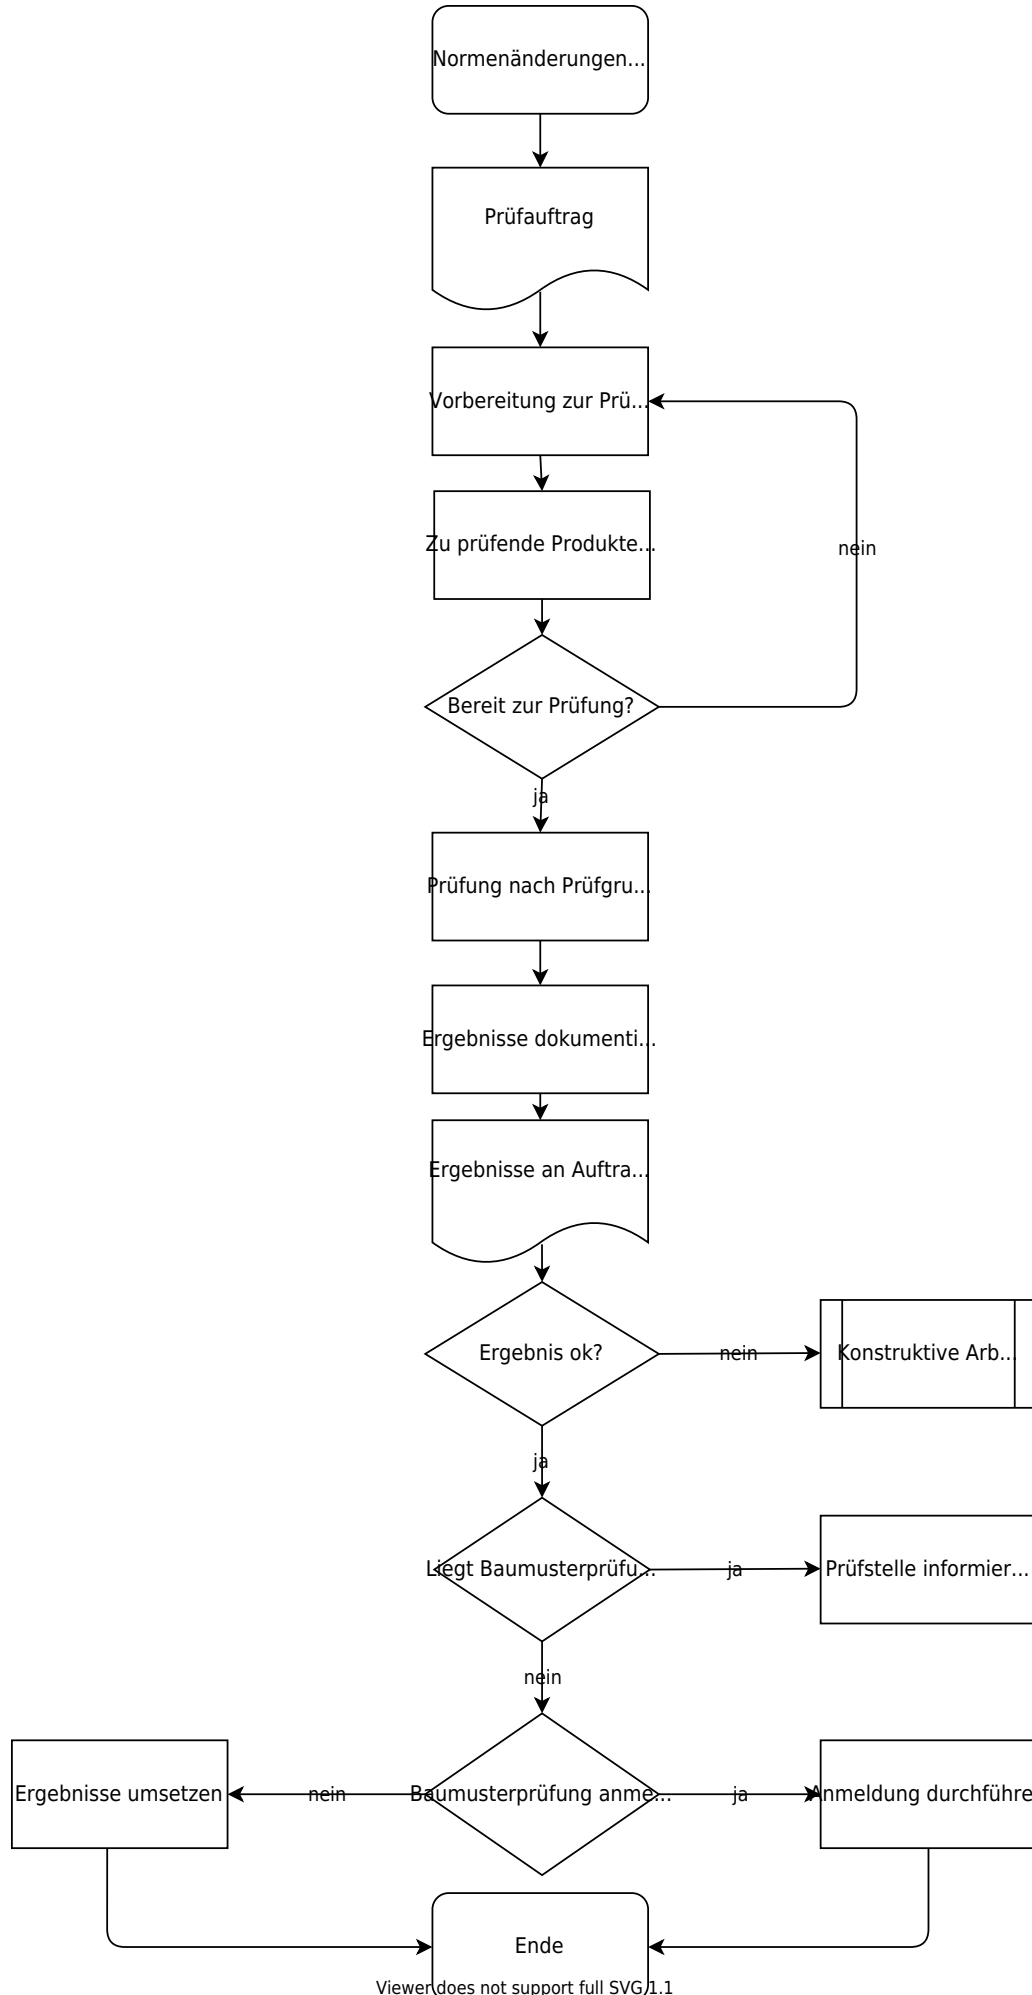 Normenänderungen...
Prüfauftrag
Vorbereitung zur Prü...
Zu prüfende Produkte...
nein
Bereit zur Prüfung?
ja
Prüfung nach Prüfgru...
Ergebnisse dokumenti...
Ergebnisse an Auftra...
Ergebnis ok?
nein
Konstruktive Arb...
ja
Liegt Baumusterprüfu...
ja
Prüfstelle informier...
nein
Ergebnisse umsetzen
nein
Baumusterprüfung anme...
ja
Anmeldung durchführe
Ende
Viewer does not support full SVG 1.1